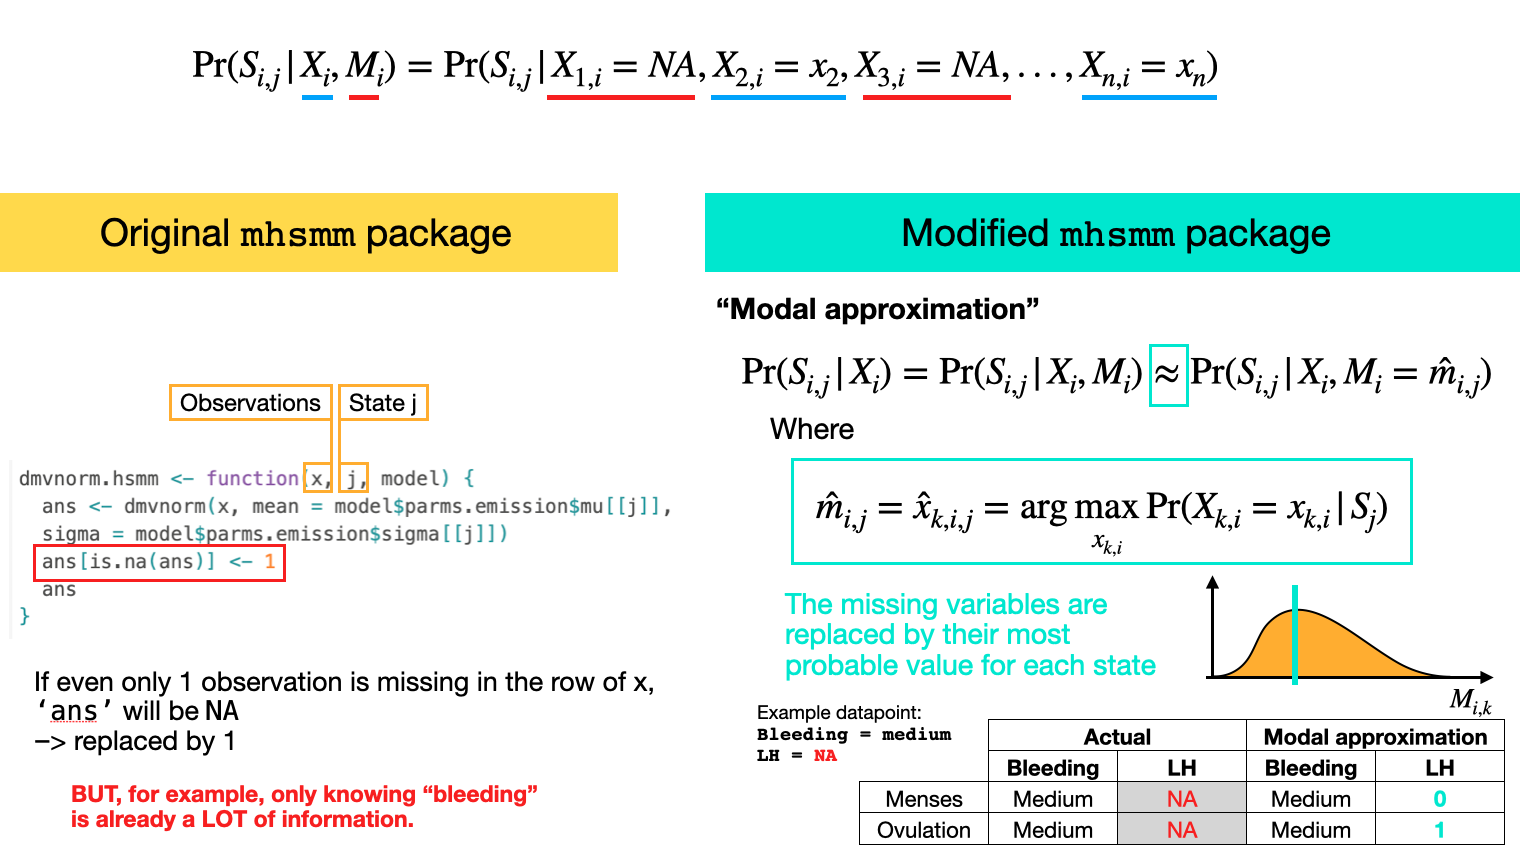 Pr(S_{i,j} | X_i, M_i) = Pr(S_{i,j} | X_{1,i} = NA, X_{2,i} = x_2, X_{3,i} = NA, . . . , X_{n,i} = x_n)
Original mhsmm package
Observations
State j
dmvnorm.hsmm <- function(x, j, model) {
ans <- dmvnorm(x, mean = model$parms.emission$mu[[j]],
sigma = model$parms.emission$sigma[[j]])
ans[is.na(ans)] <- 1
ans
}
If even only 1 observation is missing in the row of x,
‘ans’ will be NA
—> replaced by 1
BUT, for example, only knowing “bleeding”
is already a LOT of information.
Modified mhsmm package
“Modal approximation”
Pr(S_{i,j} | X_i) = Pr(S_{i,j} | X_i, M_i) ≈ Pr(S_{i,j} | X_i, M_i = m̂_{i,j})
Where
m̂_{i,j} = x̂_{k,i,j} = arg max Pr(X_{k,i} = x_{k,i} | S_j)
x_{k,i}
The missing variables are
replaced by their most
probable value for each state
M_{i,k}
Example datapoint:
Bleeding = medium
LH = NA
Actual Modal approximation
Bleeding LH Bleeding LH
Menses Medium NA Medium 0
Ovulation Medium NA Medium 1